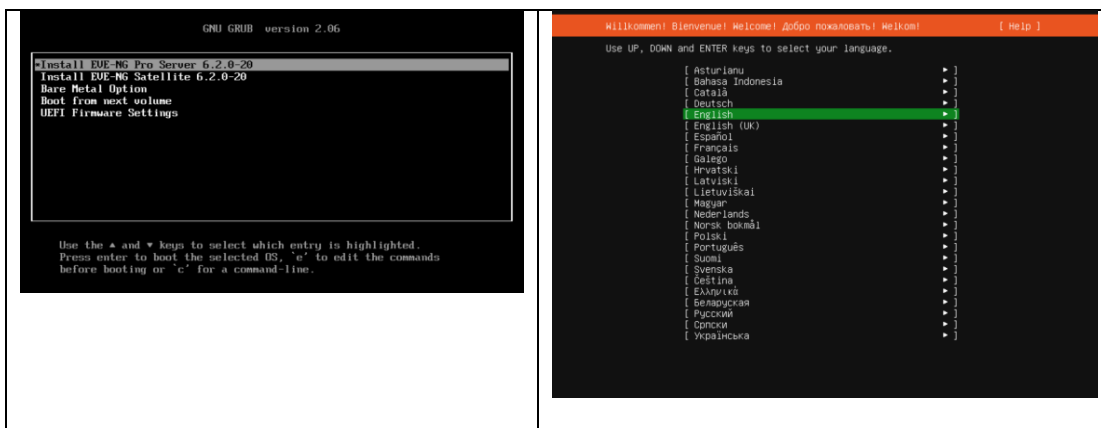 GNU GRUB version 2.06
*Install EVE-NG Pro Server 6.2.0-20
Install EVE-NG Satellite 6.2.0-20
Bare Metal Option
Boot from next volume
UEFI Firmware Settings
Use the ▲ and ▼ keys to select which entry is highlighted.
Press enter to boot the selected OS, `e' to edit the commands
before booting or `c' for a command-line.
Willkommen! Bienvenue! Welcome! Добро пожаловать! Welkom! [ Help ]
Use UP, DOWN and ENTER keys to select your language.
[ Asturianu ► ]
[ Bahasa Indonesia ► ]
[ Català ► ]
[ Deutsch ► ]
[ English ► ]
[ English (UK) ► ]
[ Español ► ]
[ Français ► ]
[ Galego ► ]
[ Hrvatski ► ]
[ Latviski ► ]
[ Lietuviškai ► ]
[ Magyar ► ]
[ Nederlands ► ]
[ Norsk bokmål ► ]
[ Polski ► ]
[ Português ► ]
[ Suomi ► ]
[ Svenska ► ]
[ Čeština ► ]
[ Ελληνικά ► ]
[ Беларуская ► ]
[ Русский ► ]
[ Српски ► ]
[ Українська ► ]